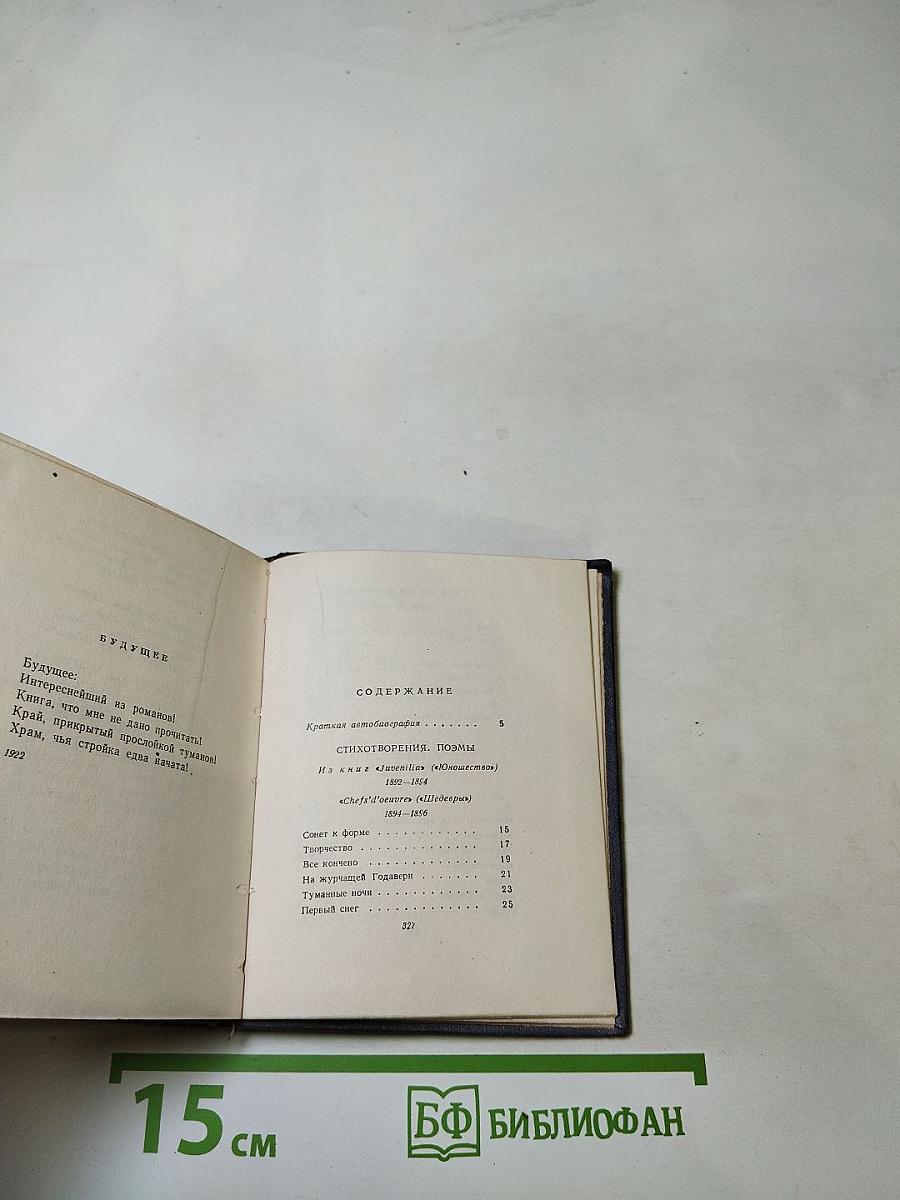 БУДУЩЕЕ
Будущее:
Интереснейший из романов!
Книга, что мне не дано прочитать!
Край, прикрытый прослойкой туманов!
Храм, чья стройка едва начата!
1922
СОДЕРЖАНИЕ
Краткая автобиография . . . . . . . 5
СТИХОТВОРЕНИЯ. ПОЭМЫ
Из книг «Juvenilia» («Юношество»)
1892—1894
«Chefs'd'oeuvre» («Шедевры»)
1894—1896
Сонет к форме . . . . . . . . . . . . 15
Творчество . . . . . . . . . . . . . . 17
Все кончено . . . . . . . . . . . . . 19
На журчащей Годавери . . . . . . . 21
Туманные ночи . . . . . . . . . . . . 23
Первый снег . . . . . . . . . . . . . 25
327
15 см
БФ БИБЛИОФАН